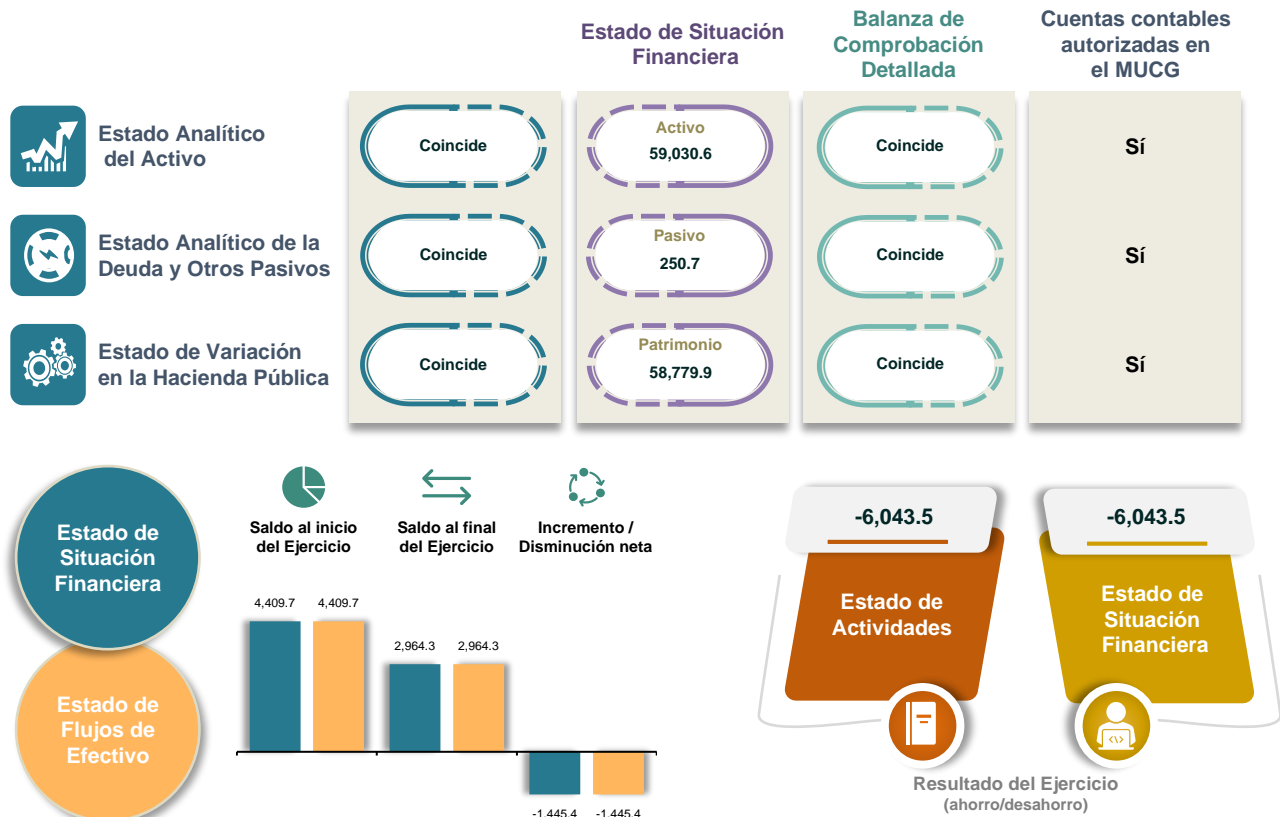 Estado de Situación
Financiera
Balanza de
Comprobación
Detallada
Cuentas contables
autorizadas en
el MUCG
Estado Analítico
del Activo
Coincide
Activo
59,030.6
Coincide
Sí
Estado Analítico de la
Deuda y Otros Pasivos
Coincide
Pasivo
250.7
Coincide
Sí
Estado de Variación
en la Hacienda Pública
Coincide
Patrimonio
58,779.9
Coincide
Sí
Estado de
Situación
Financiera
Estado de
Flujos de
Efectivo
Saldo al inicio
del Ejercicio
Saldo al final
del Ejercicio
Incremento /
Disminución neta
4,409.7 4,409.7
2,964.3 2,964.3
-1,445.4 -1,445.4
-6,043.5
Estado de
Actividades
-6,043.5
Estado de
Situación
Financiera
Resultado del Ejercicio
(ahorro/desahorro)